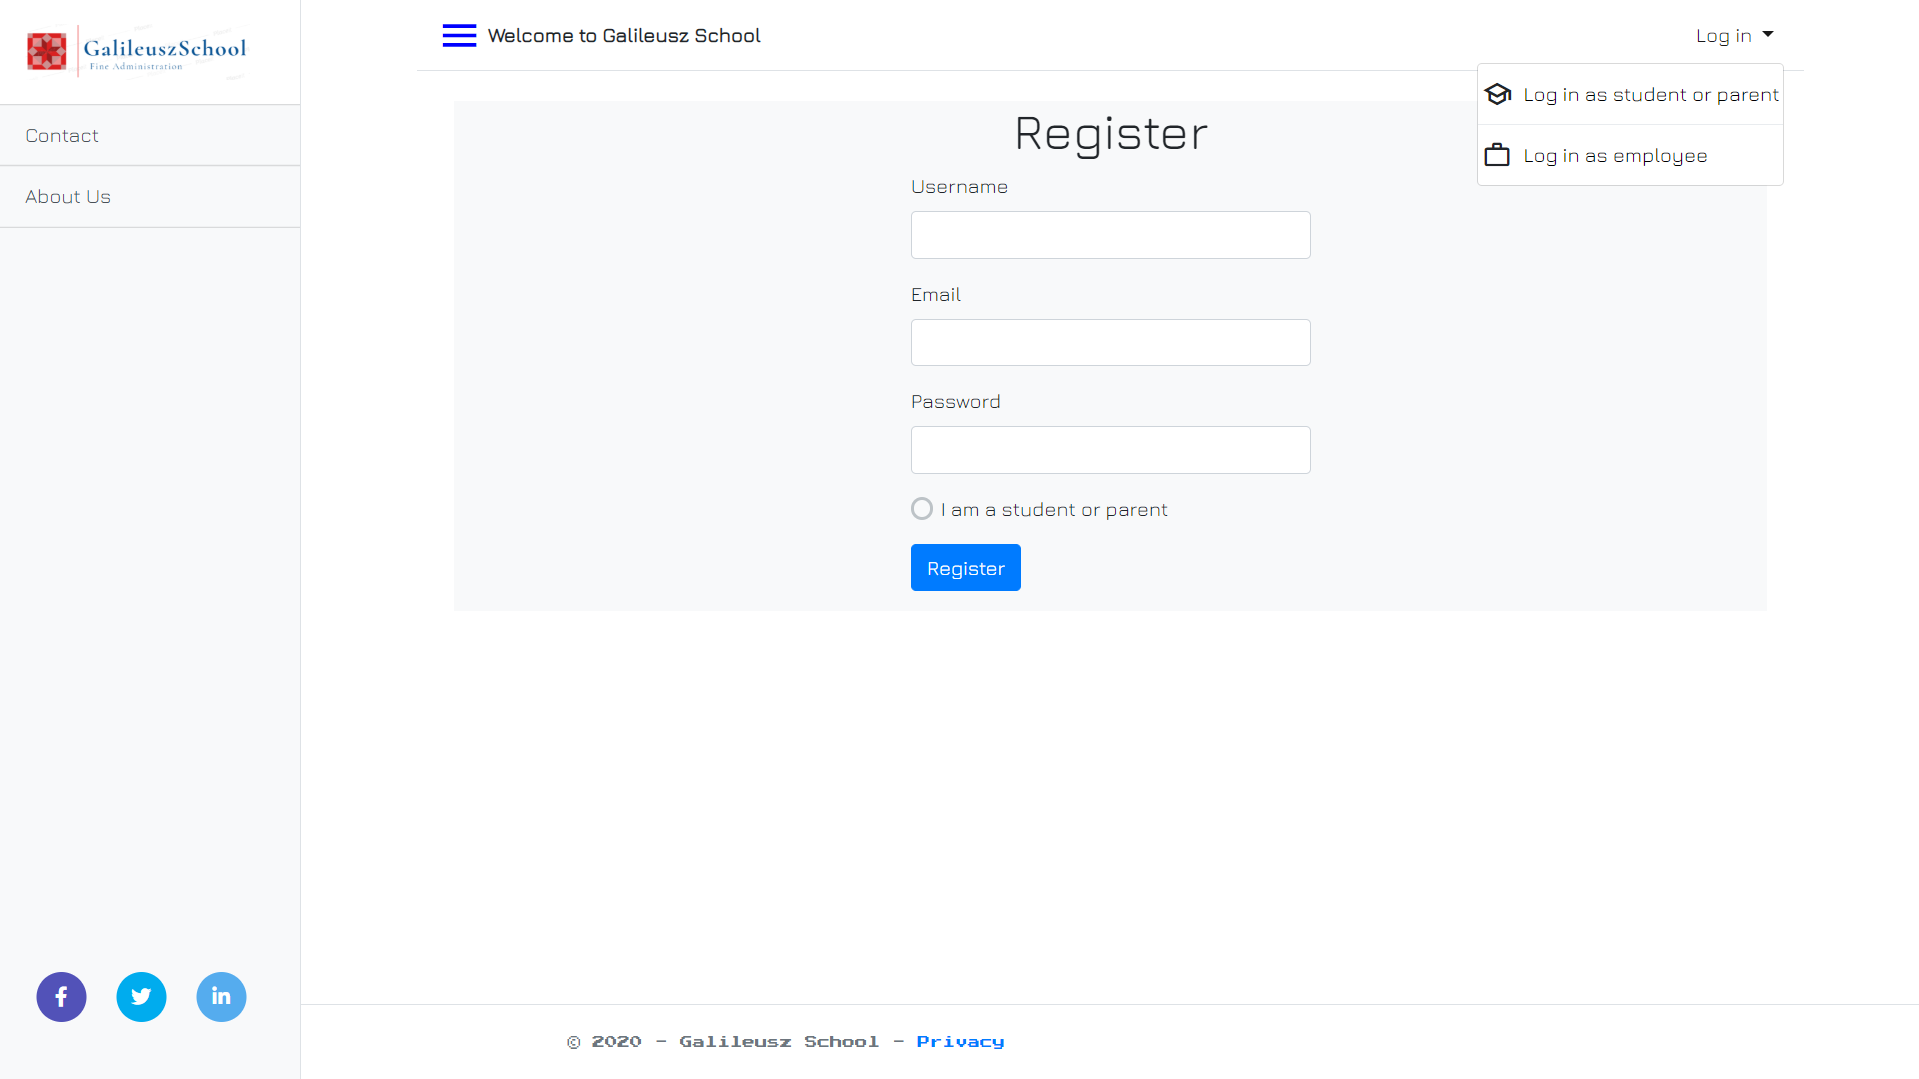 GalileuszSchool
Fine Administration
Contact
About Us
Welcome to Galileusz School
Log in
Log in as student or parent
Log in as employee
Register
Username
Email
Password
I am a student or parent
Register
© 2020 - Galileusz School - Privacy